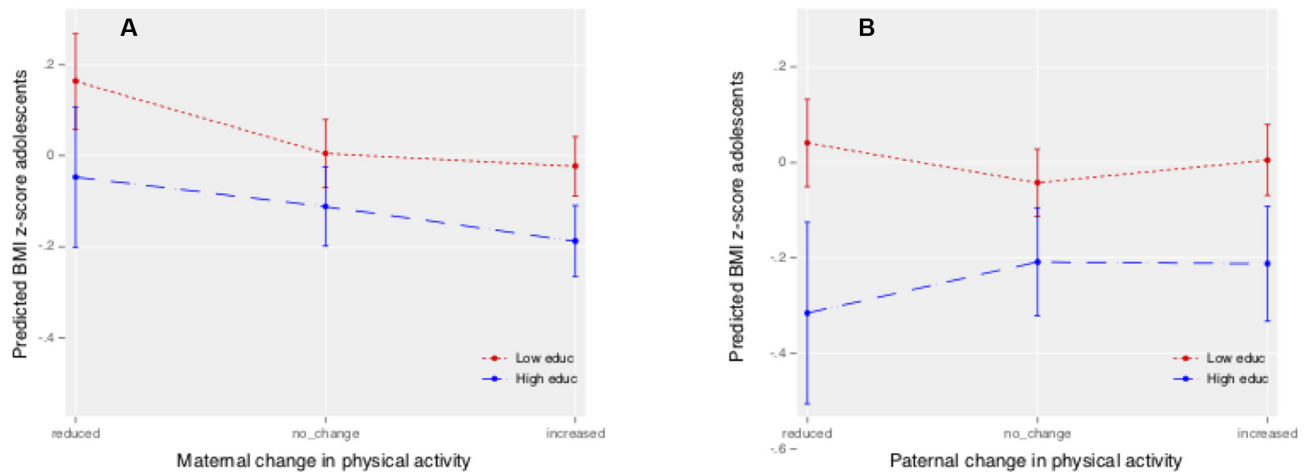 A
Predicted BMI z-score adolescents
.2
0
-.2
-.4
Low educ
High educ
reduced
no_change
increased
Maternal change in physical activity
B
Predicted BMI z-score adolescents
.2
0
-.2
-.4
-.6
Low educ
High educ
reduced
no_change
increased
Paternal change in physical activity